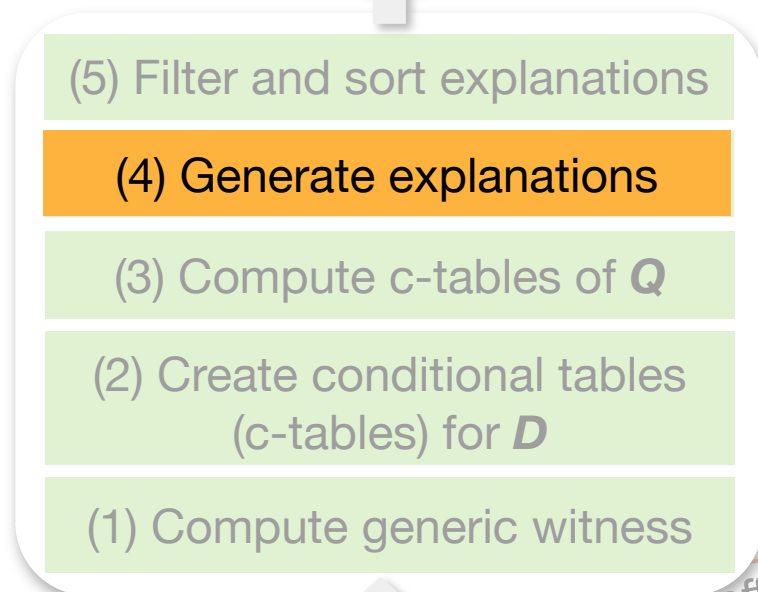 (5) Filter and sort explanations
(4) Generate explanations
(3) Compute c-tables of Q
(2) Create conditional tables
(c-tables) for D
(1) Compute generic witness